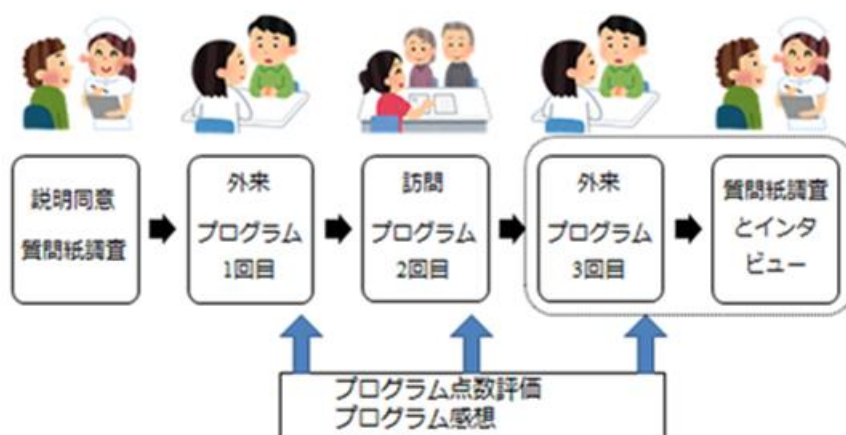 説明同意
質問紙調査
外来
プログラム
1回目
訪問
プログラム
2回目
外来
プログラム
3回目
質問紙調査
とインタ
ビュー
プログラム点数評価
プログラム感想